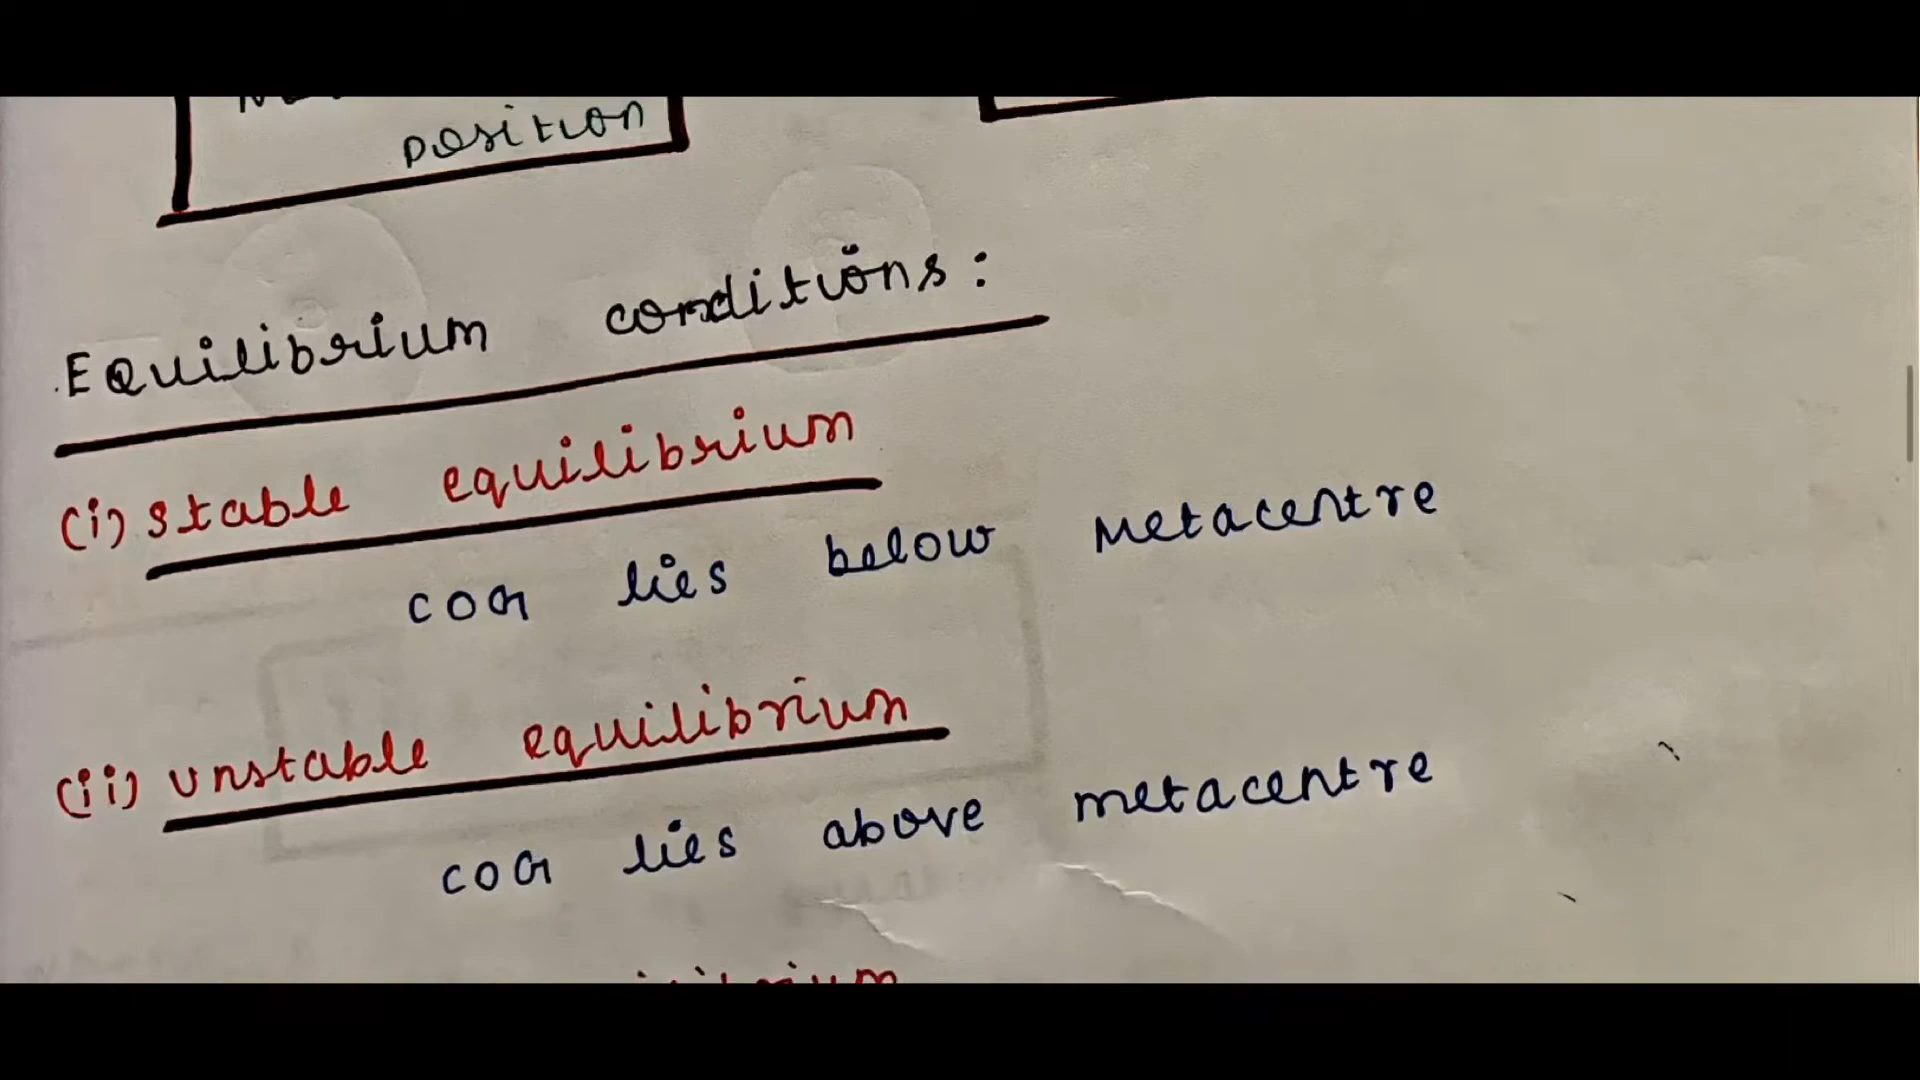 position
Equilibrium conditions:
(i) stable equilibrium
COG lies below Metacentre
(ii) unstable equilibrium
COG lies above metacentre